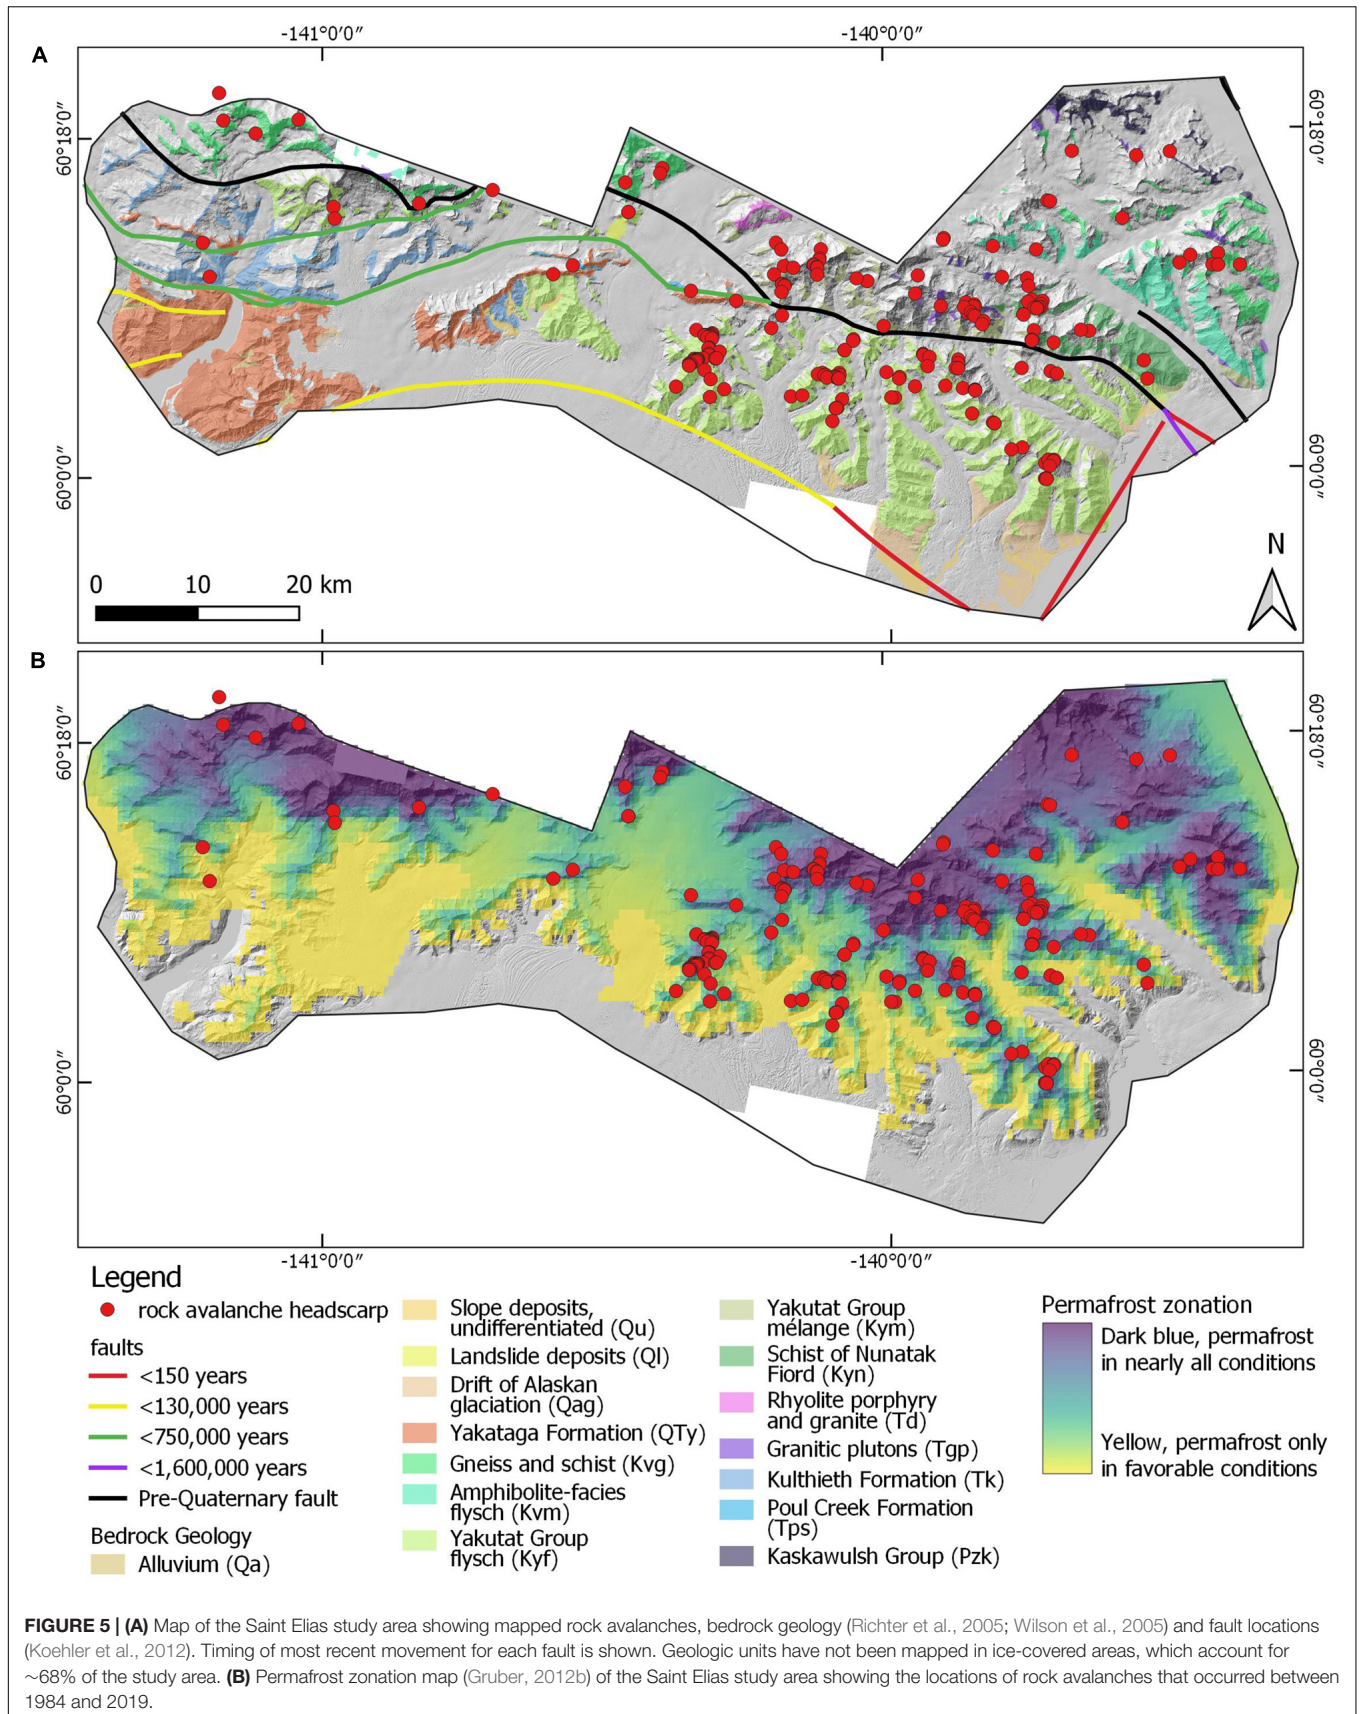 A
-141°0'0"
-140°0'0"
60°18'0"
60°18'0"
60°0'0"
60°0'0"
0 10 20 km
N
B
60°18'0"
60°18'0"
60°0'0"
60°0'0"
-141°0'0"
-140°0'0"
Legend
rock avalanche headscarp
faults
<150 years
<130,000 years
<750,000 years
<1,600,000 years
Pre-Quaternary fault
Bedrock Geology
Alluvium (Qa)
Slope deposits,
undifferentiated (Qu)
Landslide deposits (Ql)
Drift of Alaskan
glaciation (Qag)
Yakataga Formation (QTy)
Gneiss and schist (Kvg)
Amphibolite-facies
flysch (Kvm)
Yakutat Group
flysch (Kyf)
Yakutat Group
mélange (Kym)
Schist of Nunatak
Fiord (Kyn)
Rhyolite porphyry
and granite (Td)
Granitic plutons (Tgp)
Kulthieth Formation (Tk)
Poul Creek Formation
(Tps)
Kaskawulsh Group (Pzk)
Permafrost zonation
Dark blue, permafrost
in nearly all conditions
Yellow, permafrost only
in favorable conditions
FIGURE 5 | (A) Map of the Saint Elias study area showing mapped rock avalanches, bedrock geology (Richter et al., 2005; Wilson et al., 2005) and fault locations
(Koehler et al., 2012). Timing of most recent movement for each fault is shown. Geologic units have not been mapped in ice-covered areas, which account for
∼68% of the study area. (B) Permafrost zonation map (Gruber, 2012b) of the Saint Elias study area showing the locations of rock avalanches that occurred between
1984 and 2019.